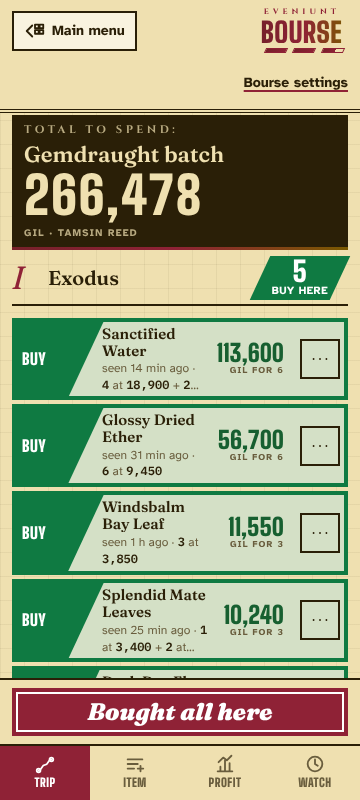 Main menu
EVENIUNT
BOURSE
Bourse settings
TOTAL TO SPEND:
Gemdraught batch
266,478
GIL · TAMSIN REED
I Exodus
5
BUY HERE
BUY
Sanctified
Water
seen 14 min ago ·
4 at 18,900 + 2…
113,600
GIL FOR 6
...
BUY
Glossy Dried
Ether
seen 31 min ago ·
6 at 9,450
56,700
GIL FOR 6
...
BUY
Windsbalm
Bay Leaf
seen 1 h ago · 3 at
3,850
11,550
GIL FOR 3
...
BUY
Splendid Mate
Leaves
seen 25 min ago · 1
at 3,400 + 2 at…
10,240
GIL FOR 3
...
Bought all here
TRIP
ITEM
PROFIT
WATCH